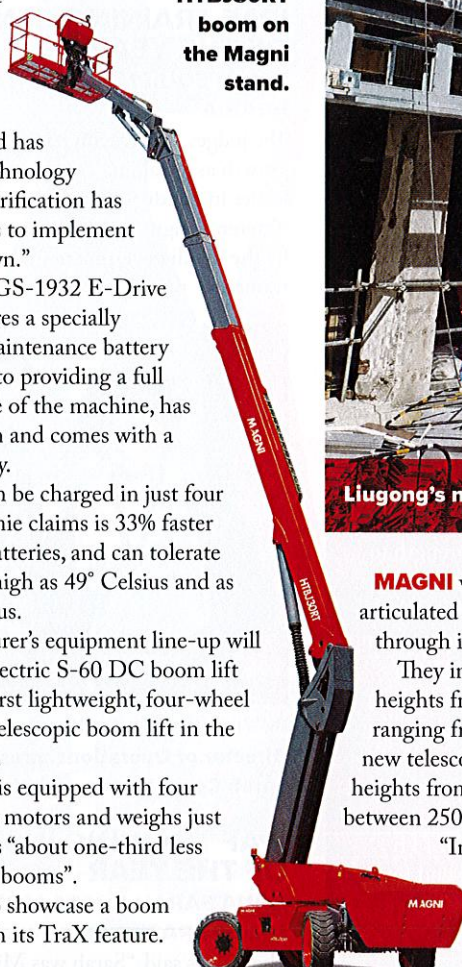 boom on
the Magni
stand.
d has
hnology
rification has
s to implement
n."
GS-1932 E-Drive
res a specially
aintenance battery
to providing a full
e of the machine, has
n and comes with a
y.
n be charged in just four
nie claims is 33% faster
atteries, and can tolerate
high as 49° Celsius and as
us.
urer's equipment line-up will
ectric S-60 DC boom lift
rst lightweight, four-wheel
telescopic boom lift in the
is equipped with four
motors and weighs just
s "about one-third less
booms".
o showcase a boom
h its TraX feature.
MAGNI
HTBJ30RT
MAGNI
Liugong's n
MAGNI
articulated
through i
They in
heights fr
ranging fr
new telesco
heights from
between 250
"In